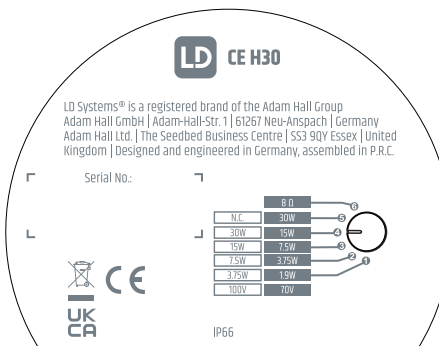 LD CE H30
LD Systems® is a registered brand of the Adam Hall Group
Adam Hall GmbH | Adam-Hall-Str. 1 | 61267 Neu-Anspach | Germany
Adam Hall Ltd. | The Seedbed Business Centre | SS3 9QY Essex | United
Kingdom | Designed and engineered in Germany, assembled in P.R.C.
Serial No.:
8 Ω 6
N.C. 30W 5
30W 15W 4
15W 7.5W 3
7.5W 3.75W 2
3.75W 1.9W 1
100V 70V
CE
UK
CA
IP66